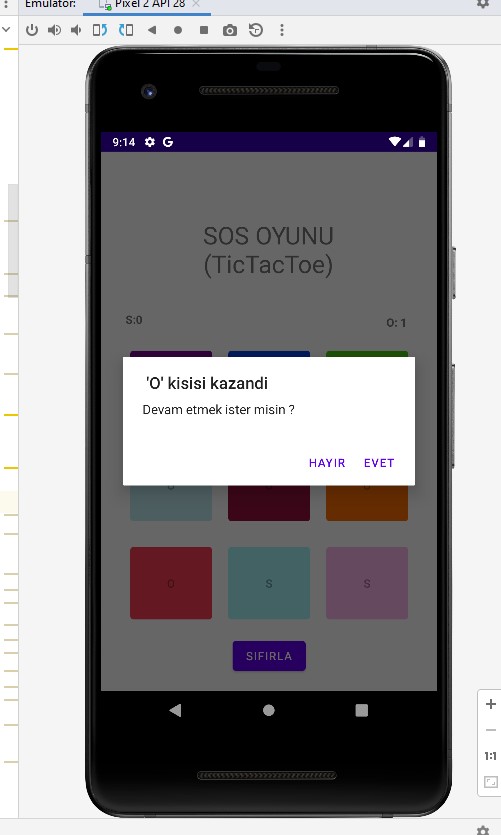 Emulator:
Pixel 2 API 28
9:14
SOS OYUNU
(TicTacToe)
S:0
O: 1
'O' kisisi kazandi
Devam etmek ister misin ?
HAYIR
EVET
O
S
S
SIFIRLA
1:1